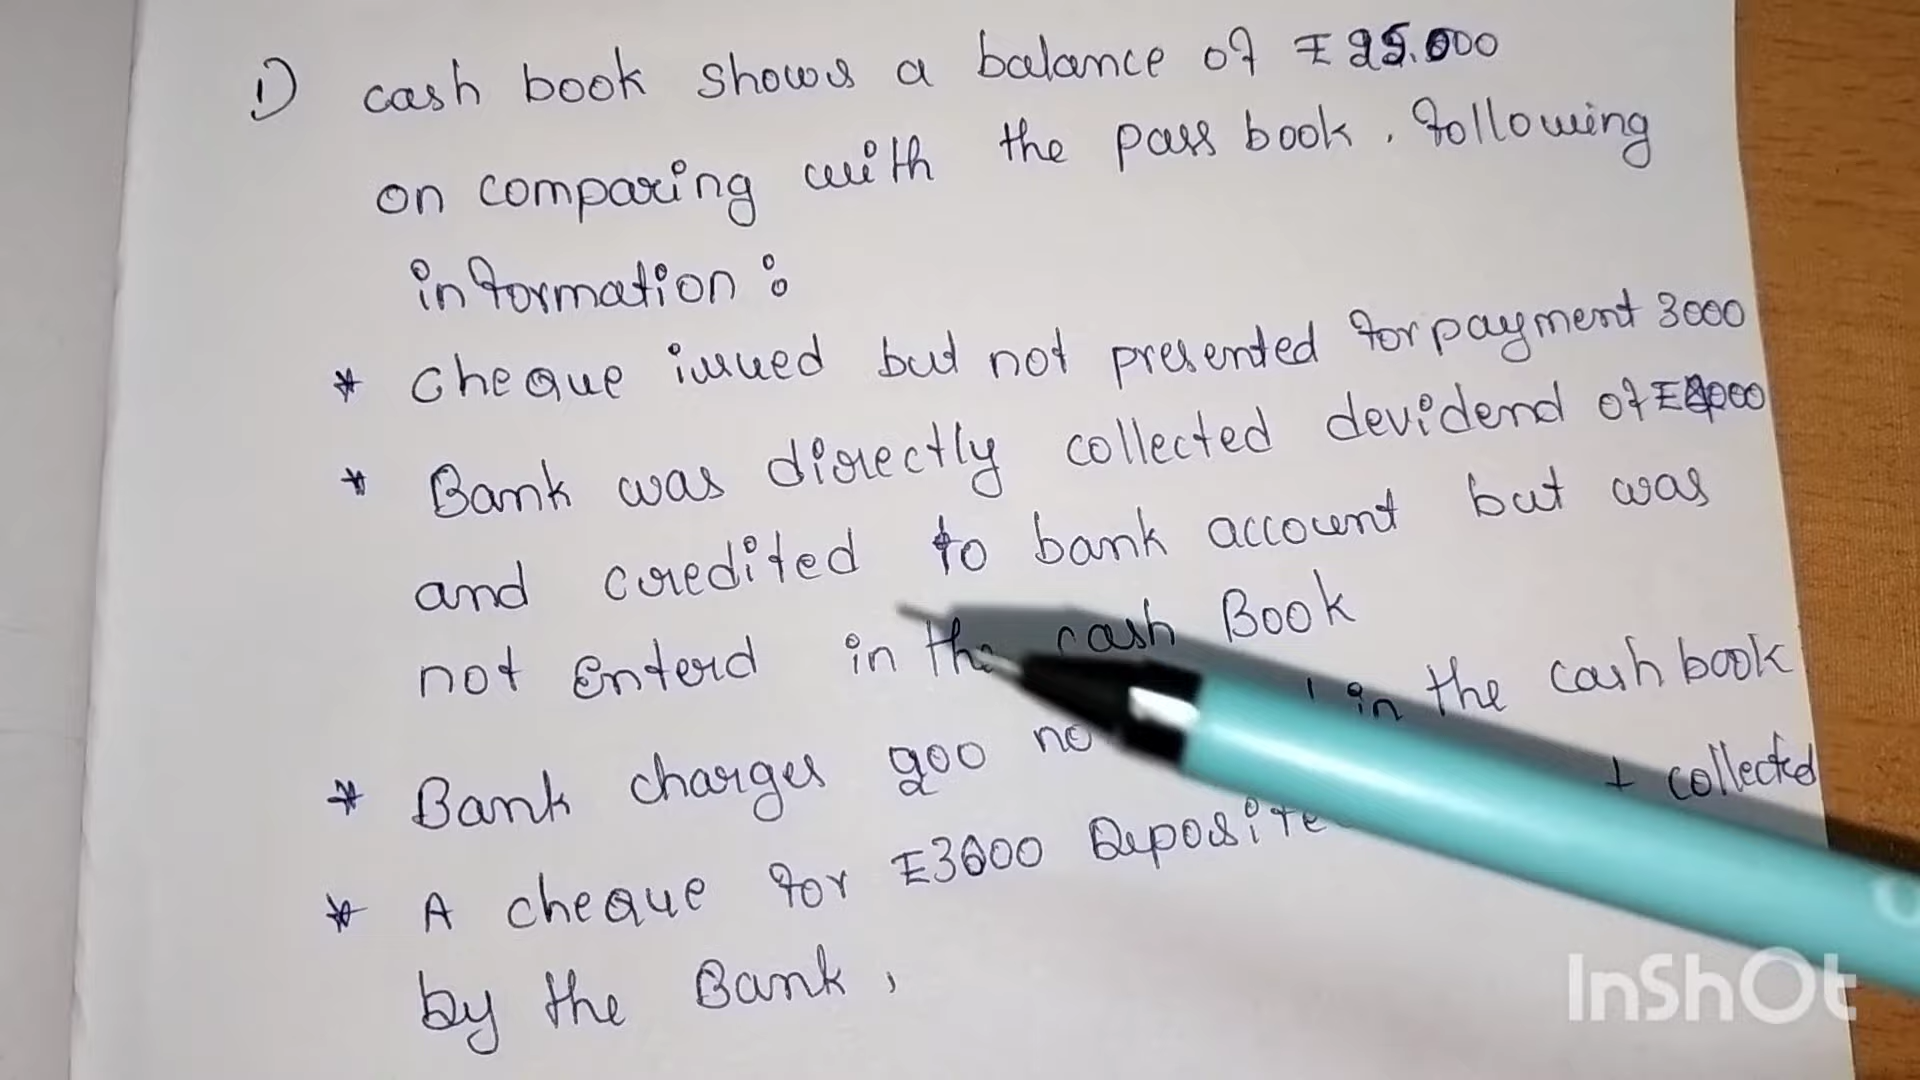 1) cash book shows a balance of ₹25.000
on comparing with the pass book. following
information:
* cheque issued but not presented for payment 3000
* Bank was directly collected devidend of
and credited to bank account but was
not Enterd in the cash Book
* Bank charges 200 in the cash book
* A cheque for Deposite collected
by the Bank,
InShOt